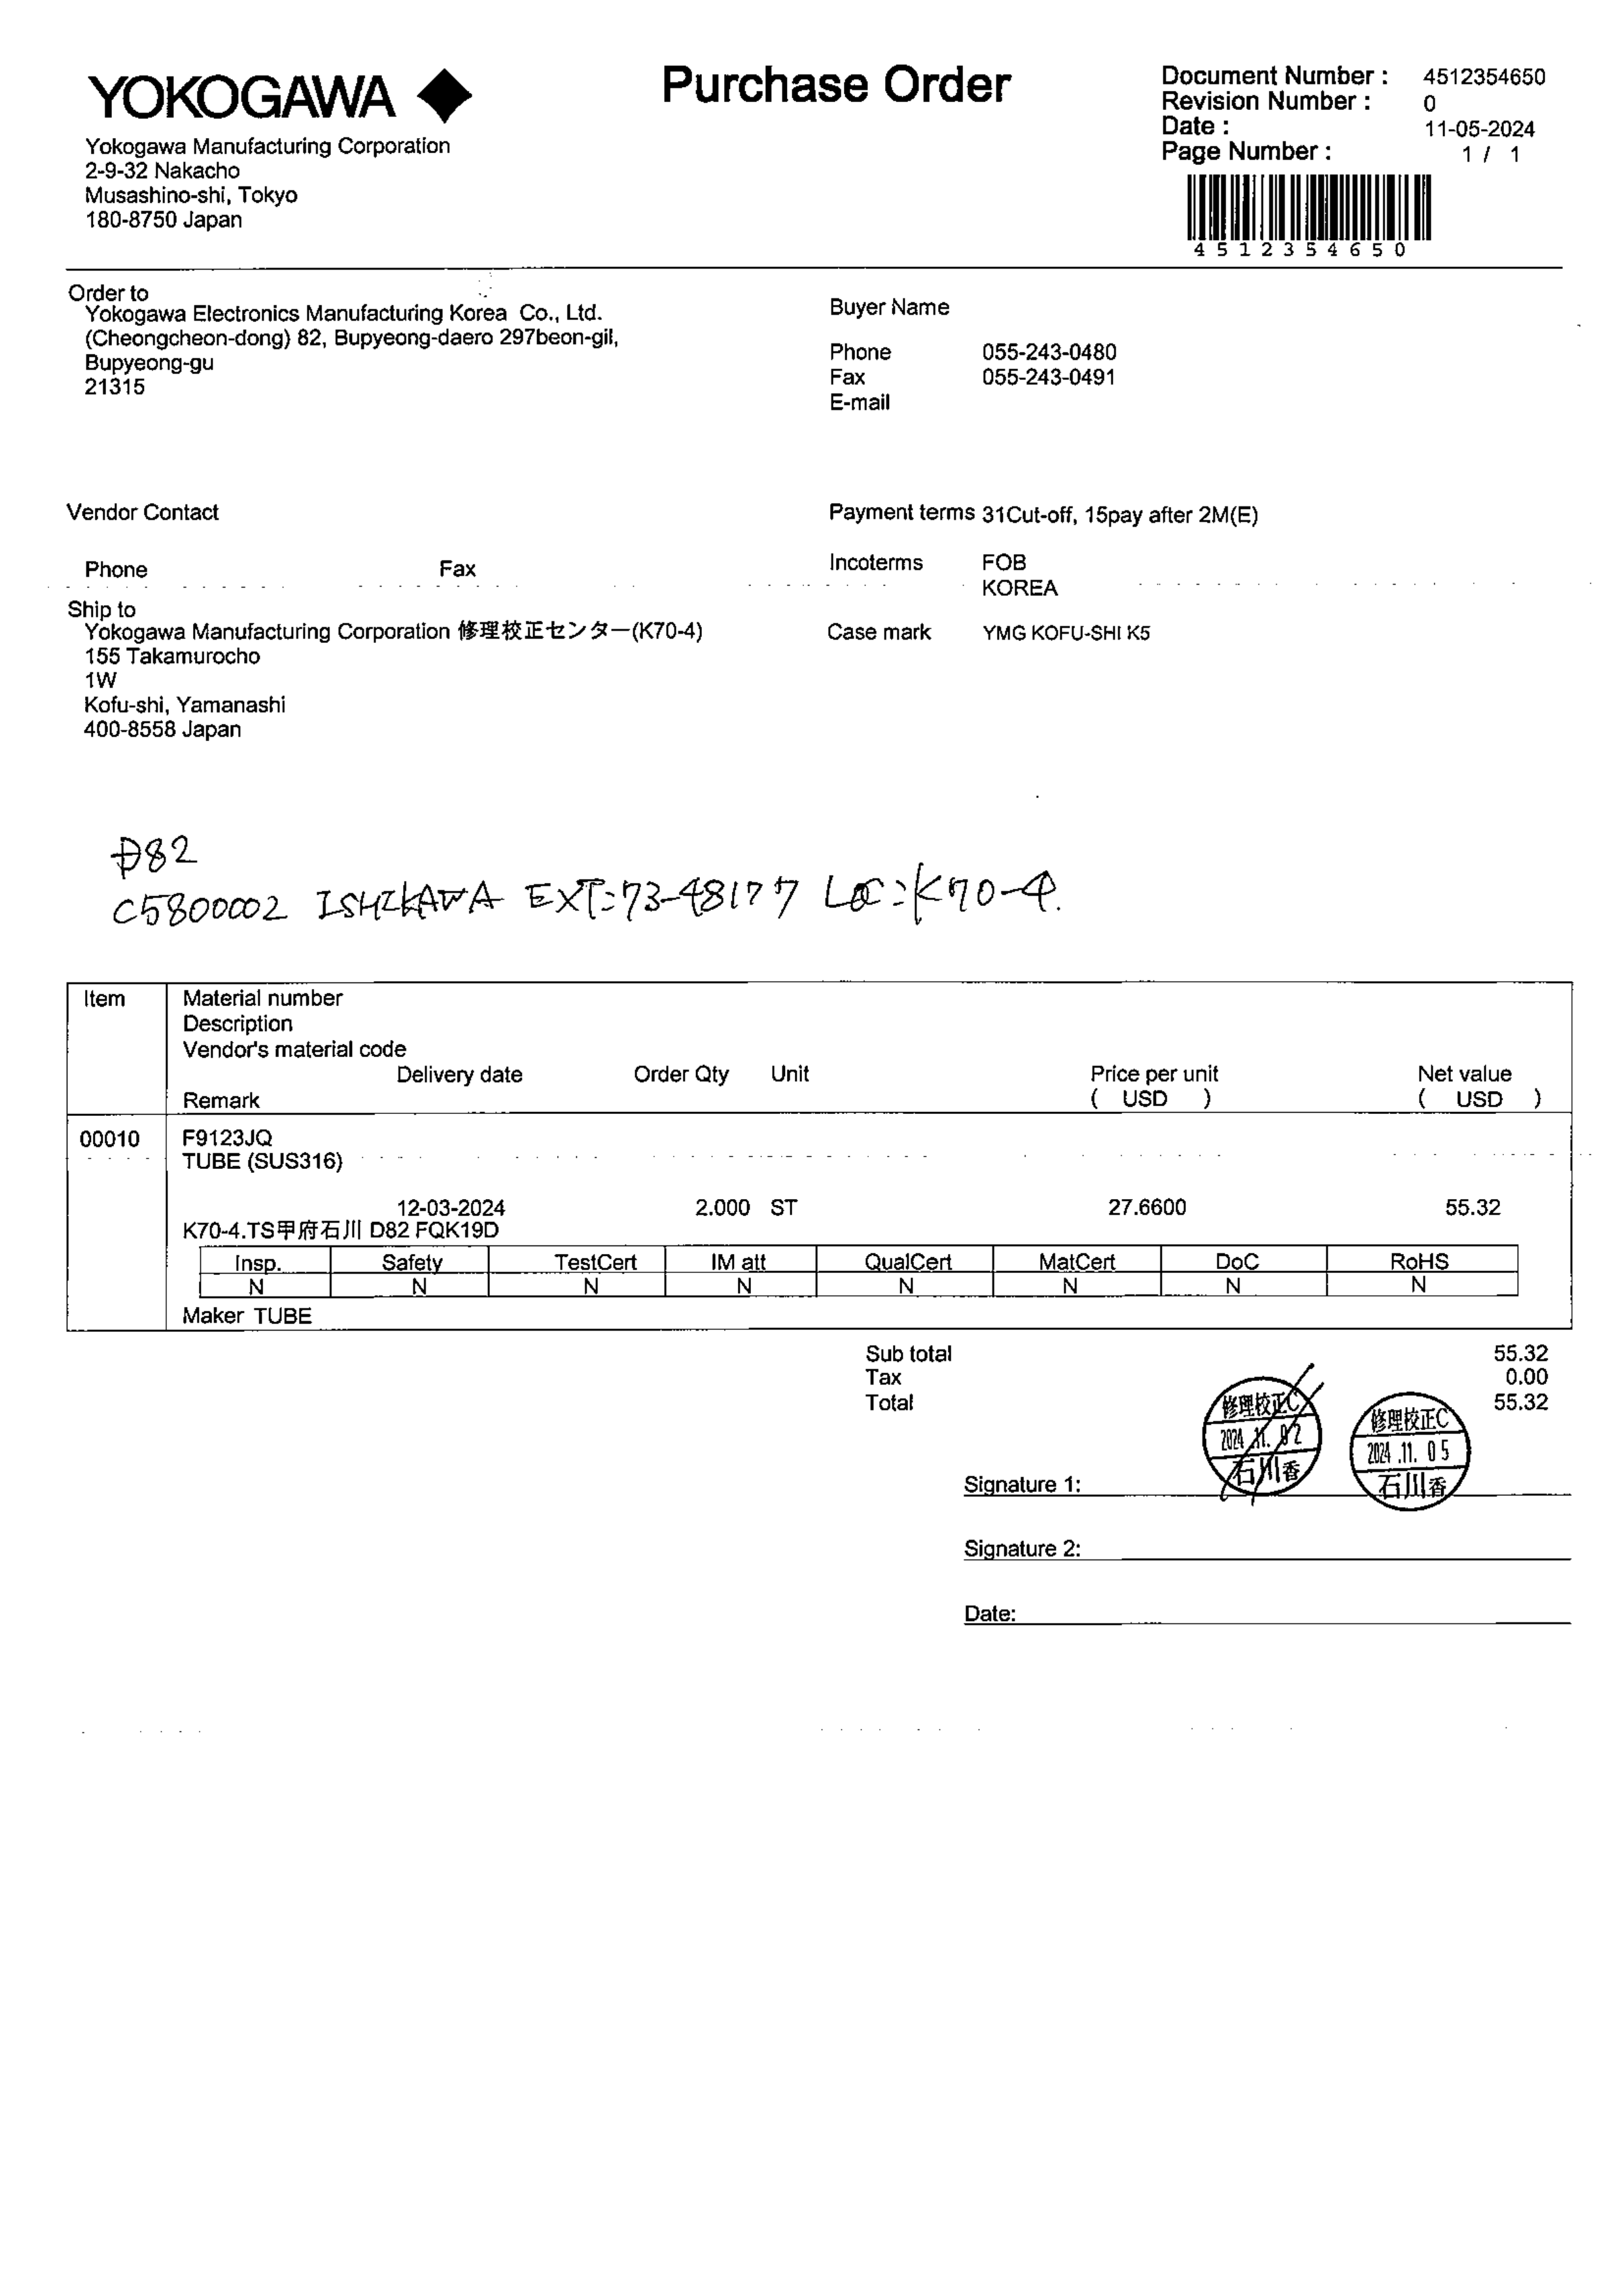 YOKOGAWA
Yokogawa Manufacturing Corporation
2-9-32 Nakacho
Musashino-shi, Tokyo
180-8750 Japan
Purchase Order
Document Number : 4512354650
Revision Number : 0
Date : 11-05-2024
Page Number : 1 / 1
4512354650
Order to
Yokogawa Electronics Manufacturing Korea Co., Ltd.
(Cheongcheon-dong) 82, Bupyeong-daero 297beon-gil,
Bupyeong-gu
21315
Buyer Name
Phone 055-243-0480
Fax 055-243-0491
E-mail
Vendor Contact
Phone Fax
Payment terms 31Cut-off, 15pay after 2M(E)
Incoterms FOB
KOREA
Ship to
Yokogawa Manufacturing Corporation 修理校正センター(K70-4)
155 Takamurocho
1W
Kofu-shi, Yamanashi
400-8558 Japan
Case mark YMG KOFU-SHI K5
D82
C5800002 ISHIKAWA EXT:73-48177 LOC:K70-4.
Item Material number
Description
Vendor's material code
Delivery date Order Qty Unit Price per unit Net value
Remark ( USD ) ( USD )
00010 F9123JQ
TUBE (SUS316)
12-03-2024 2.000 ST 27.6600 55.32
K70-4.TS甲府石川 D82 FQK19D
Insp. Safety TestCert IM att QualCert MatCert DoC RoHS
N N N N N N N N
Maker TUBE
Sub total 55.32
Tax 0.00
Total 55.32
修理校正C
2024.11.02
石川香
修理校正C
2024.11.05
石川香
Signature 1:
Signature 2:
Date: